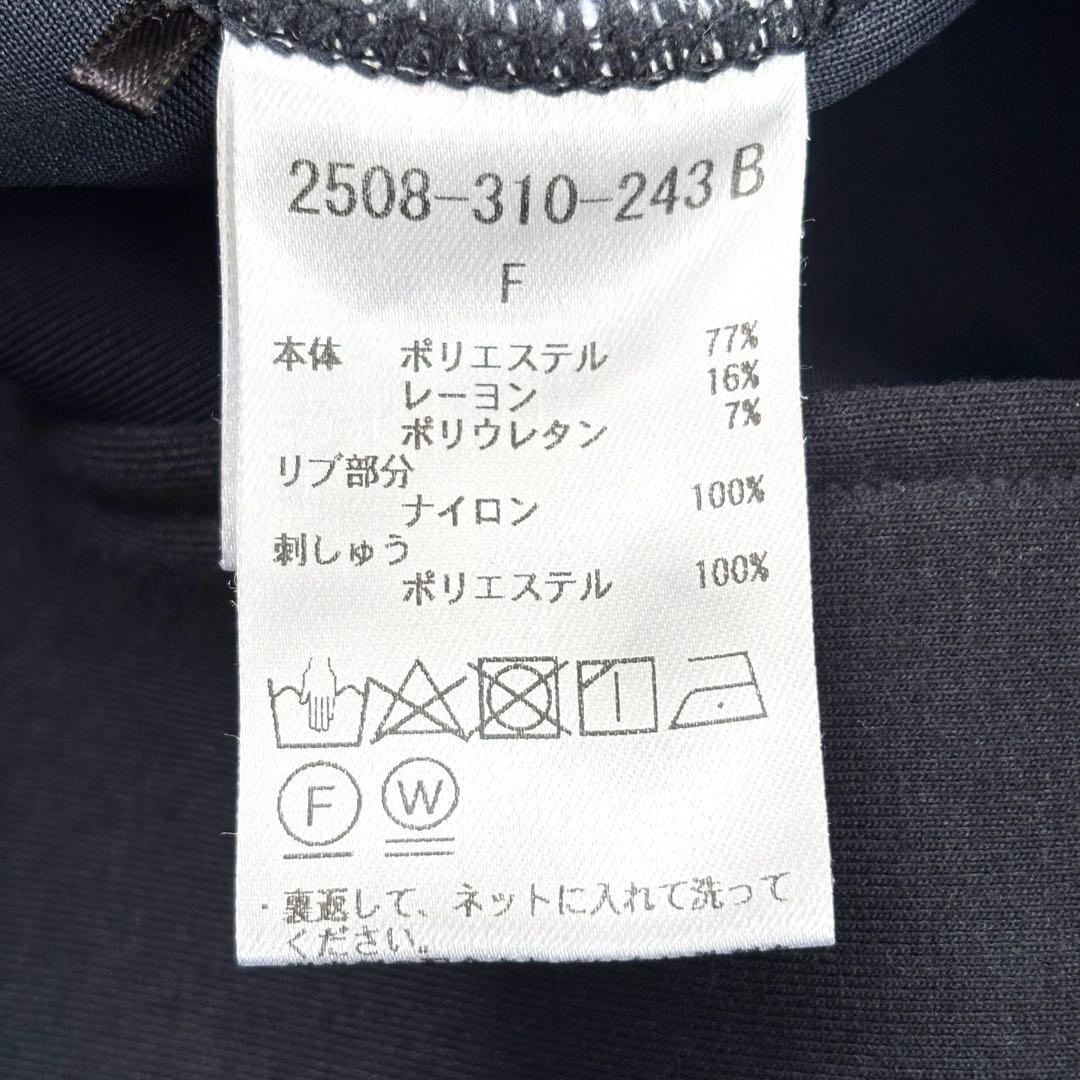 2508-310-243 B
F
本体 ポリエステル 77%
レーヨン 16%
ポリウレタン 7%
リブ部分
ナイロン 100%
刺しゅう
ポリエステル 100%
F W
・裏返して、ネットに入れて洗って
ください。